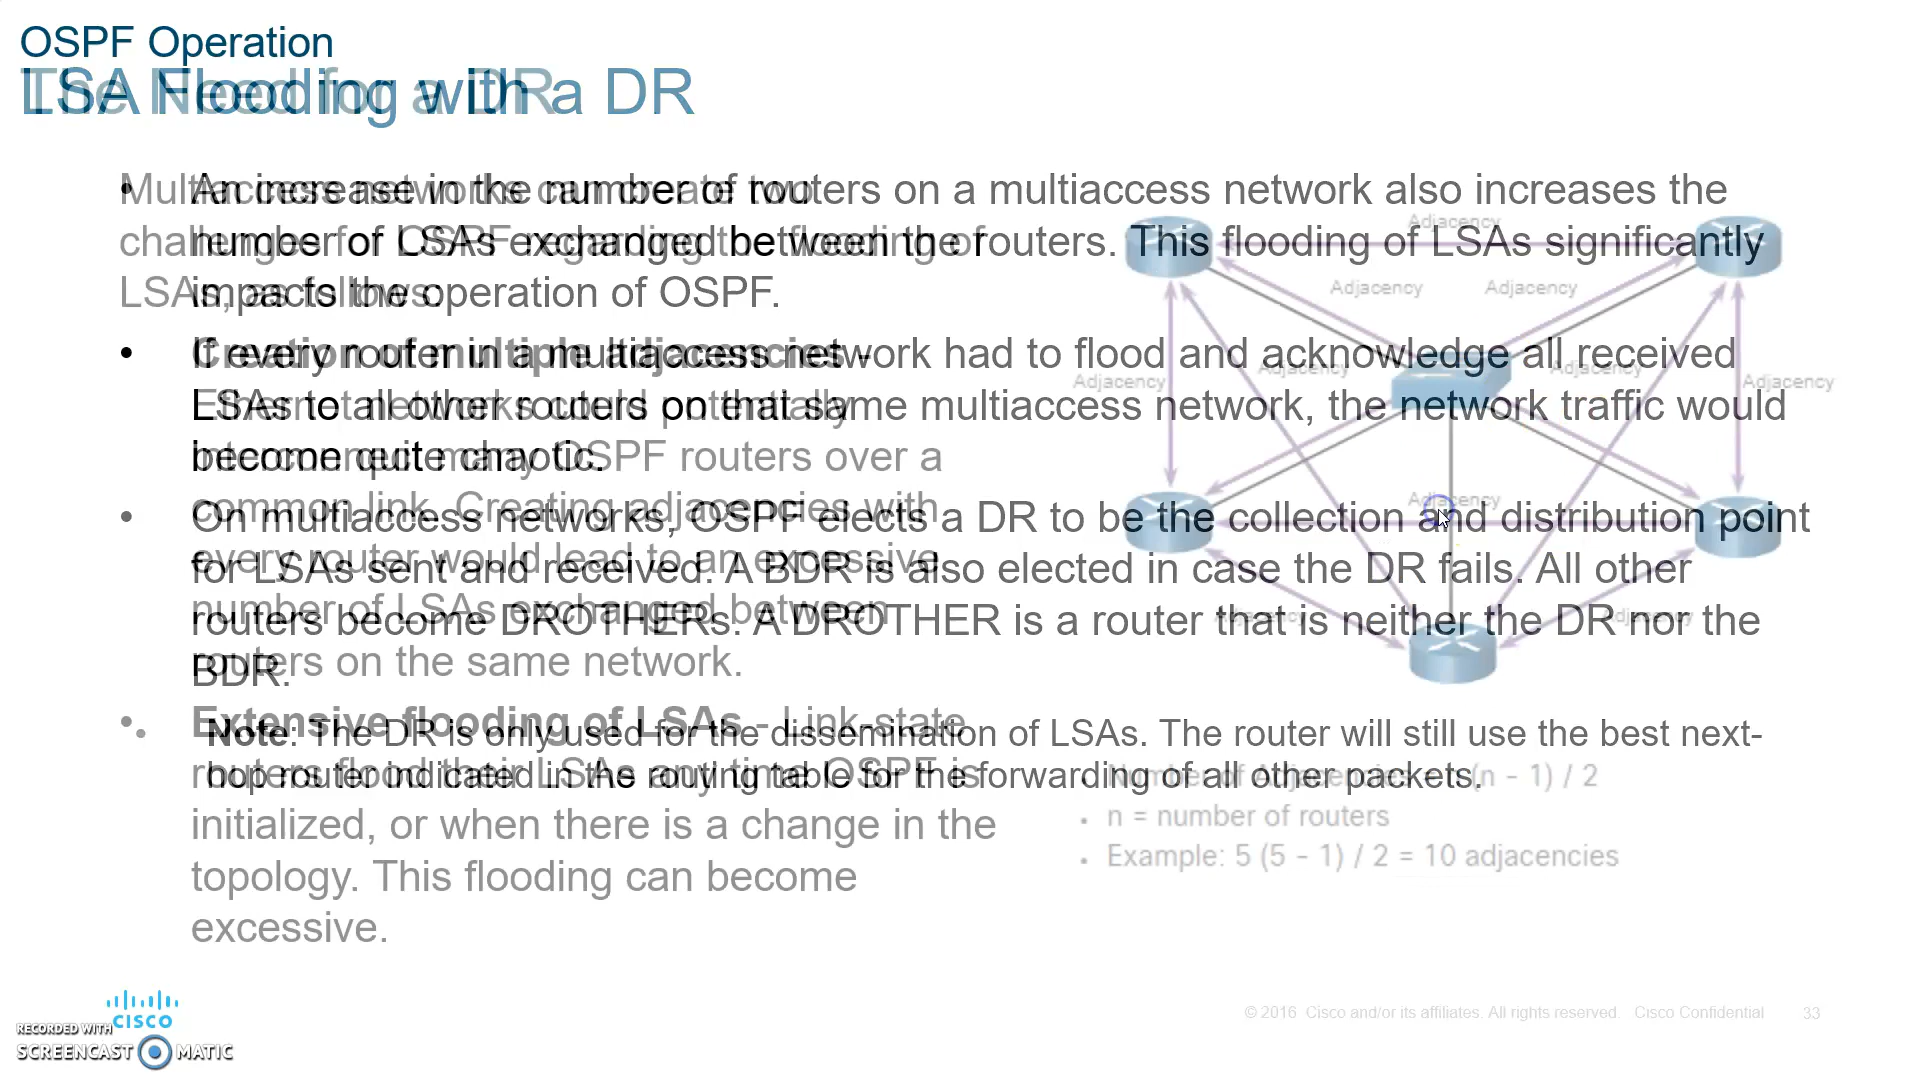 OSPF Operation
The Need for a DR
LSA Flooding with a DR
Multiaccess networks can create two
challenges for OSPF regarding the flooding of
LSAs, as follows:
Creation of multiple adjacencies -
Ethernet networks could potentially
interconnect many OSPF routers over a
common link. Creating adjacencies with
every router would lead to an excessive
number of LSAs exchanged between
routers on the same network.
• Extensive flooding of LSAs - Link-state
routers flood their LSAs any time OSPF is
initialized, or when there is a change in the
topology. This flooding can become
excessive.
• An increase in the number of routers on a multiaccess network also increases the
number of LSAs exchanged between the routers. This flooding of LSAs significantly
impacts the operation of OSPF.
• If every router in a multiaccess network had to flood and acknowledge all received
LSAs to all other routers on that same multiaccess network, the network traffic would
become quite chaotic.
• On multiaccess networks, OSPF elects a DR to be the collection and distribution point
for LSAs sent and received. A BDR is also elected in case the DR fails. All other
routers become DROTHERs. A DROTHER is a router that is neither the DR nor the
BDR.
• Note: The DR is only used for the dissemination of LSAs. The router will still use the best next-
hop router indicated in the routing table for the forwarding of all other packets.
Adjacency
Adjacency
Adjacency
Adjacency
Adjacency
Adjacency
Adjacency
Adjacency
Adjacency
Adjacency
• Number of Adjacencies = n (n - 1) / 2
• n = number of routers
• Example: 5 (5 - 1) / 2 = 10 adjacencies
© 2016 Cisco and/or its affiliates. All rights reserved. Cisco Confidential 33
CISCO
RECORDED WITH
SCREENCAST MATIC